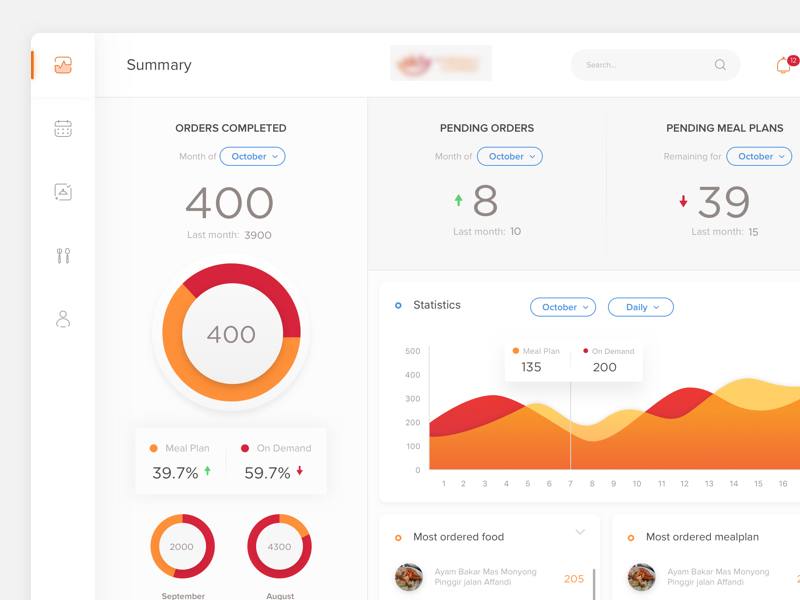 Summary
Search...
12
ORDERS COMPLETED
Month of October
400
Last month: 3900
400
Meal Plan
On Demand
39.7%
59.7%
2000
4300
September
August
PENDING ORDERS
Month of October
8
Last month: 10
PENDING MEAL PLANS
Remaining for October
39
Last month: 15
Statistics
October
Daily
Meal Plan
On Demand
135
200
500
400
300
200
100
0
1 2 3 4 5 6 7 8 9 10 11 12 13 14 15 16
Most ordered food
Ayam Bakar Mas Monyong
Pinggir jalan Affandi
205
Most ordered mealplan
Ayam Bakar Mas Monyong
Pinggir jalan Affandi